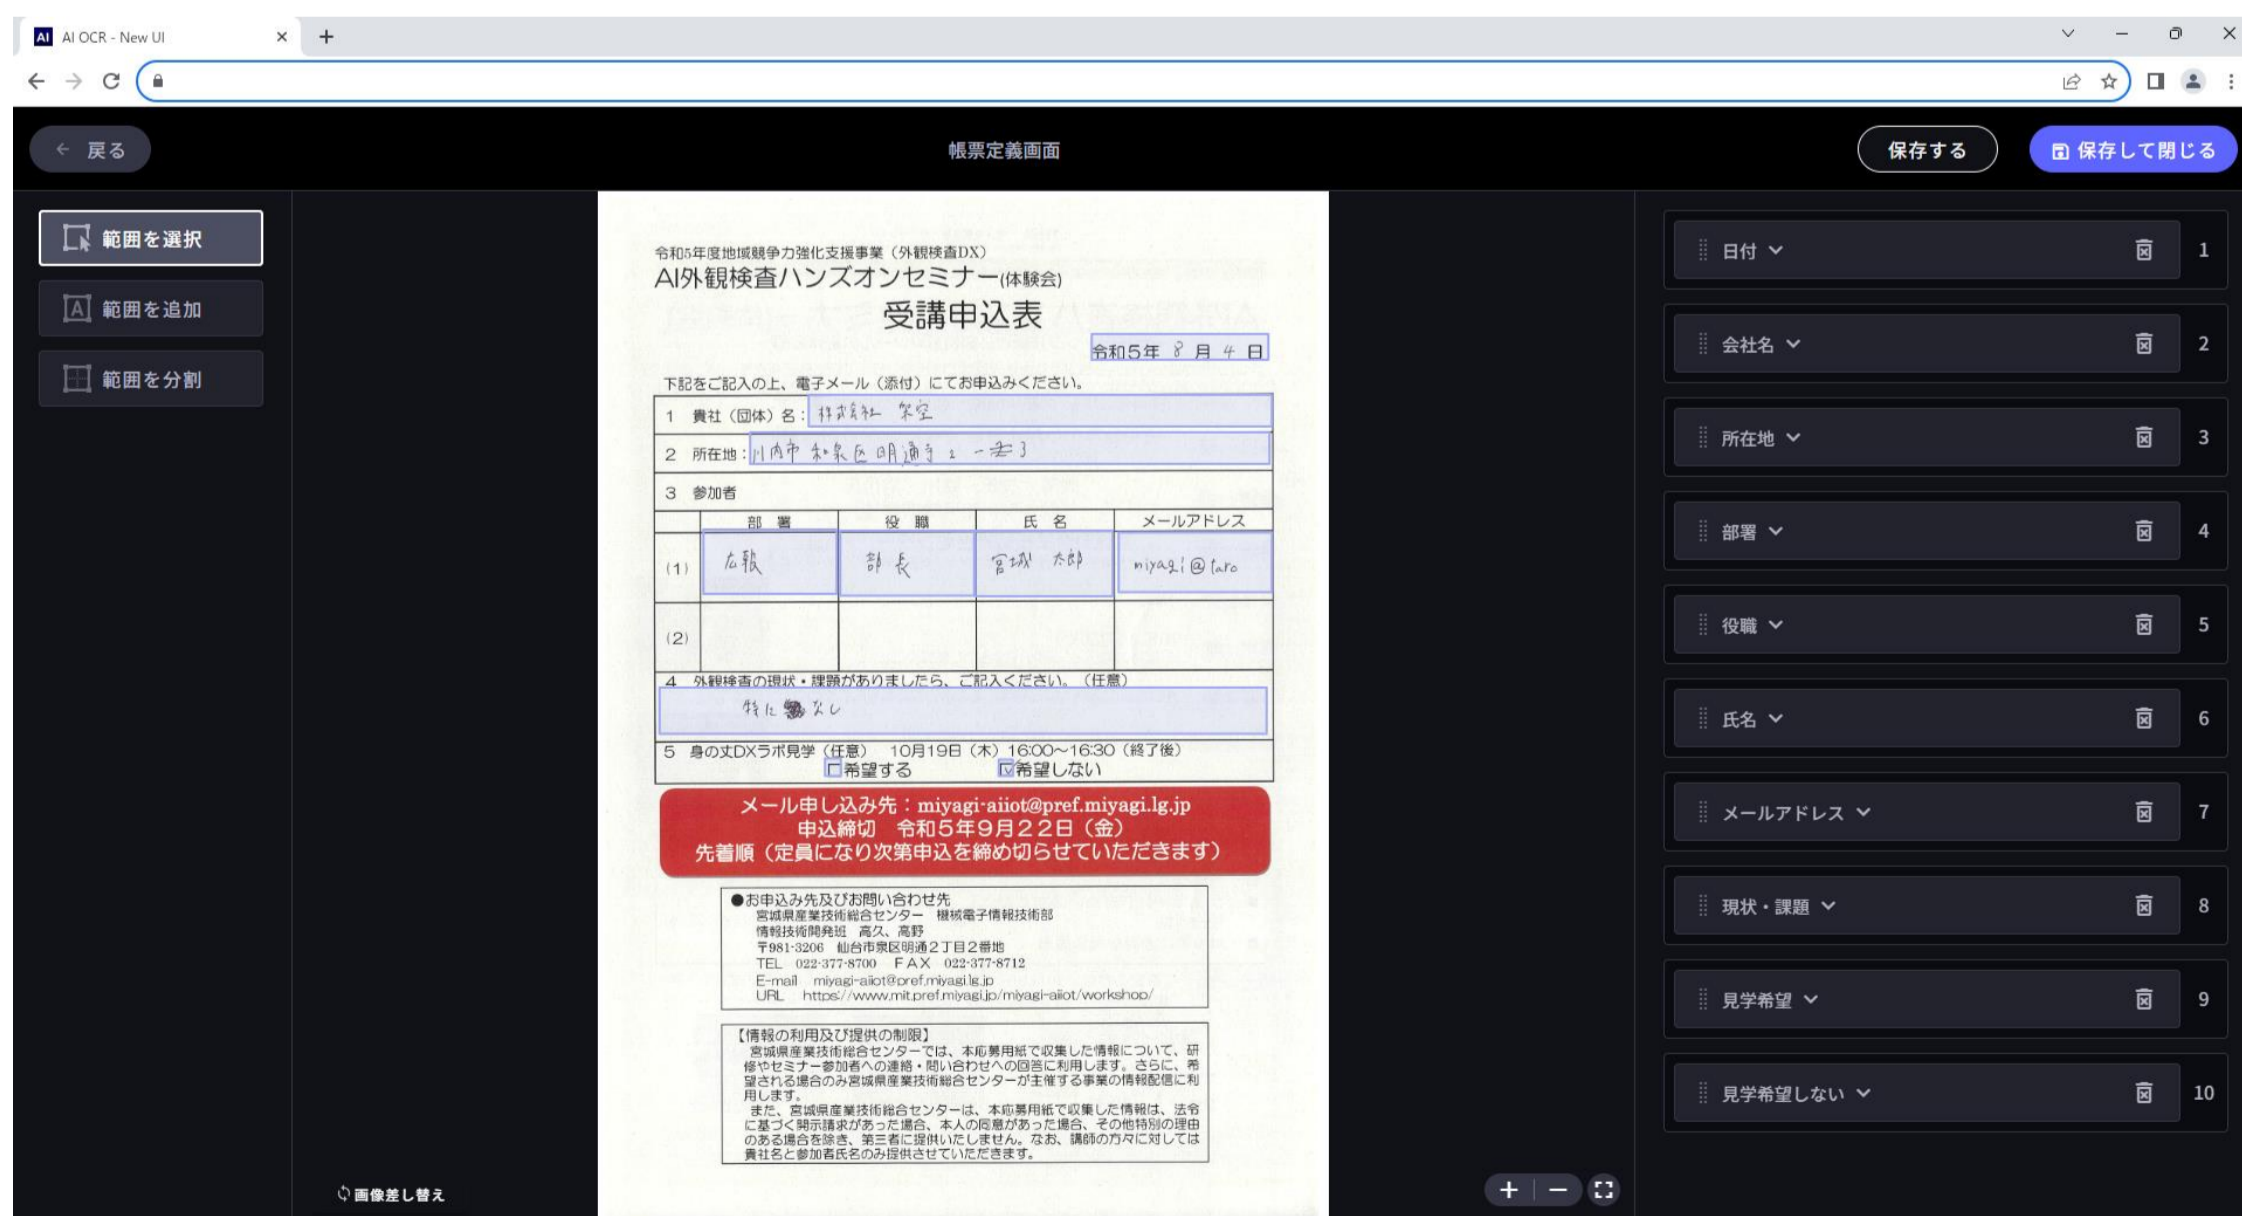 AI OCR - New UI
戻る
帳票定義画面
保存する
保存して閉じる
範囲を選択
範囲を追加
範囲を分割
令和5年度地域競争力強化支援事業（外観検査DX）
AI外観検査ハンズオンセミナー(体験会)
受講申込表
令和5年 8 月 4 日
下記をご記入の上、電子メール（添付）にてお申込みください。
1 貴社（団体）名： 株式会社 架空
2 所在地：川内市 和泉区明通寺2-
3 参加者
部 署 役 職 氏 名 メールアドレス
(1) 広報 部長 宮城 太郎 miyagi@taro
(2)
4 外観検査の現状・課題がありましたら、ご記入ください。（任意）
特に なし
5 身の丈DXラボ見学（任意） 10月19日（木）16:00～16:30（終了後）
希望する 希望しない
メール申し込み先：miyagi-aiiot@pref.miyagi.lg.jp
申込締切 令和5年9月22日（金）
先着順（定員になり次第申込を締め切らせていただきます）
●お申込み先及びお問い合わせ先
宮城県産業技術総合センター 機械電子情報技術部
情報技術開発班 高久、高野
〒981-3206 仙台市泉区明通2丁目2番地
TEL 022-377-8700 FAX 022-377-8712
E-mail miyagi-aiiot@pref.miyagi.lg.jp
URL https://www.mit.pref.miyagi.jp/miyagi-aiiot/workshop/
【情報の利用及び提供の制限】
宮城県産業技術総合センターでは、本応募用紙で収集した情報について、研
修やセミナー参加者への連絡・問い合わせへの回答に利用します。さらに、希
望される場合のみ宮城県産業技術総合センターが主催する事業の情報配信に利
用します。
また、宮城県産業技術総合センターは、本応募用紙で収集した情報は、法令
に基づく開示請求があった場合、本人の同意があった場合、その他特別の理由
のある場合を除き、第三者に提供いたしません。なお、講師の方々に対しては
貴社名と参加者氏名のみ提供させていただきます。
画像差し替え
日付 1
会社名 2
所在地 3
部署 4
役職 5
氏名 6
メールアドレス 7
現状・課題 8
見学希望 9
見学希望しない 10